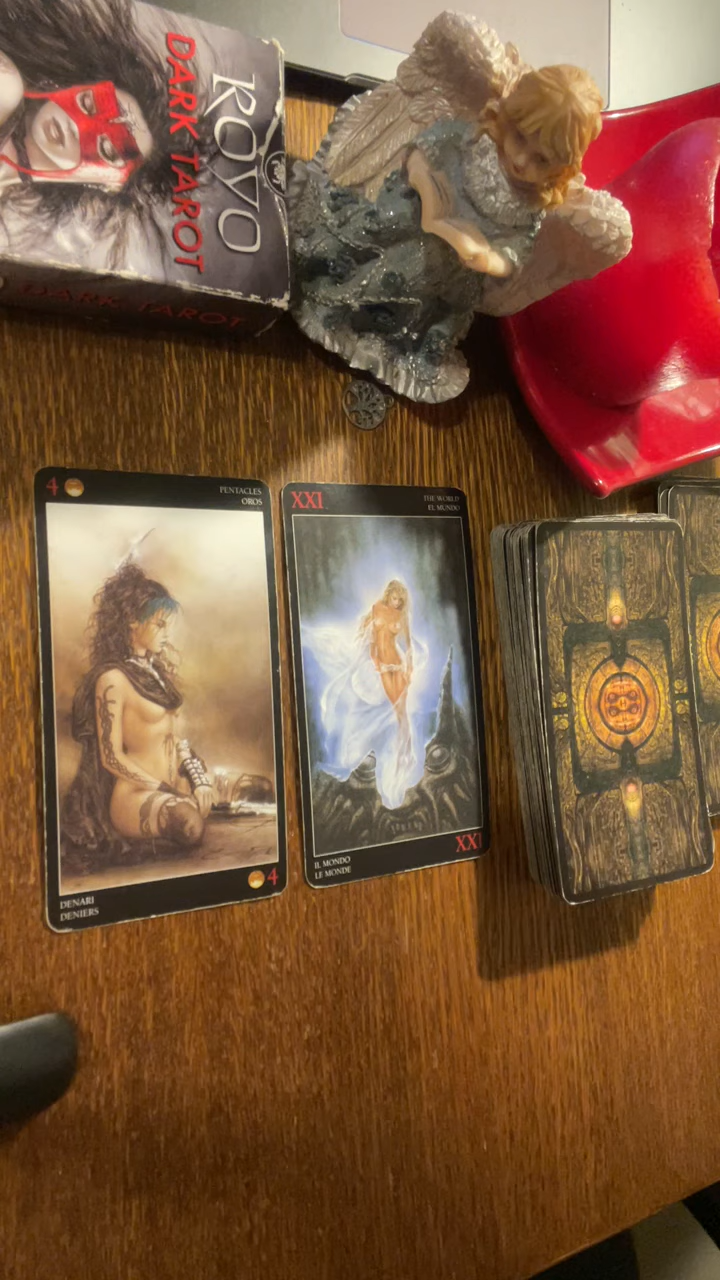 ROYO
DARK TAROT
DARK TAROT
4
PENTACLES
OROS
DENARI
DENIERS
4
XXI
THE WORLD
EL MUNDO
IL MONDO
LE MONDE
XXI